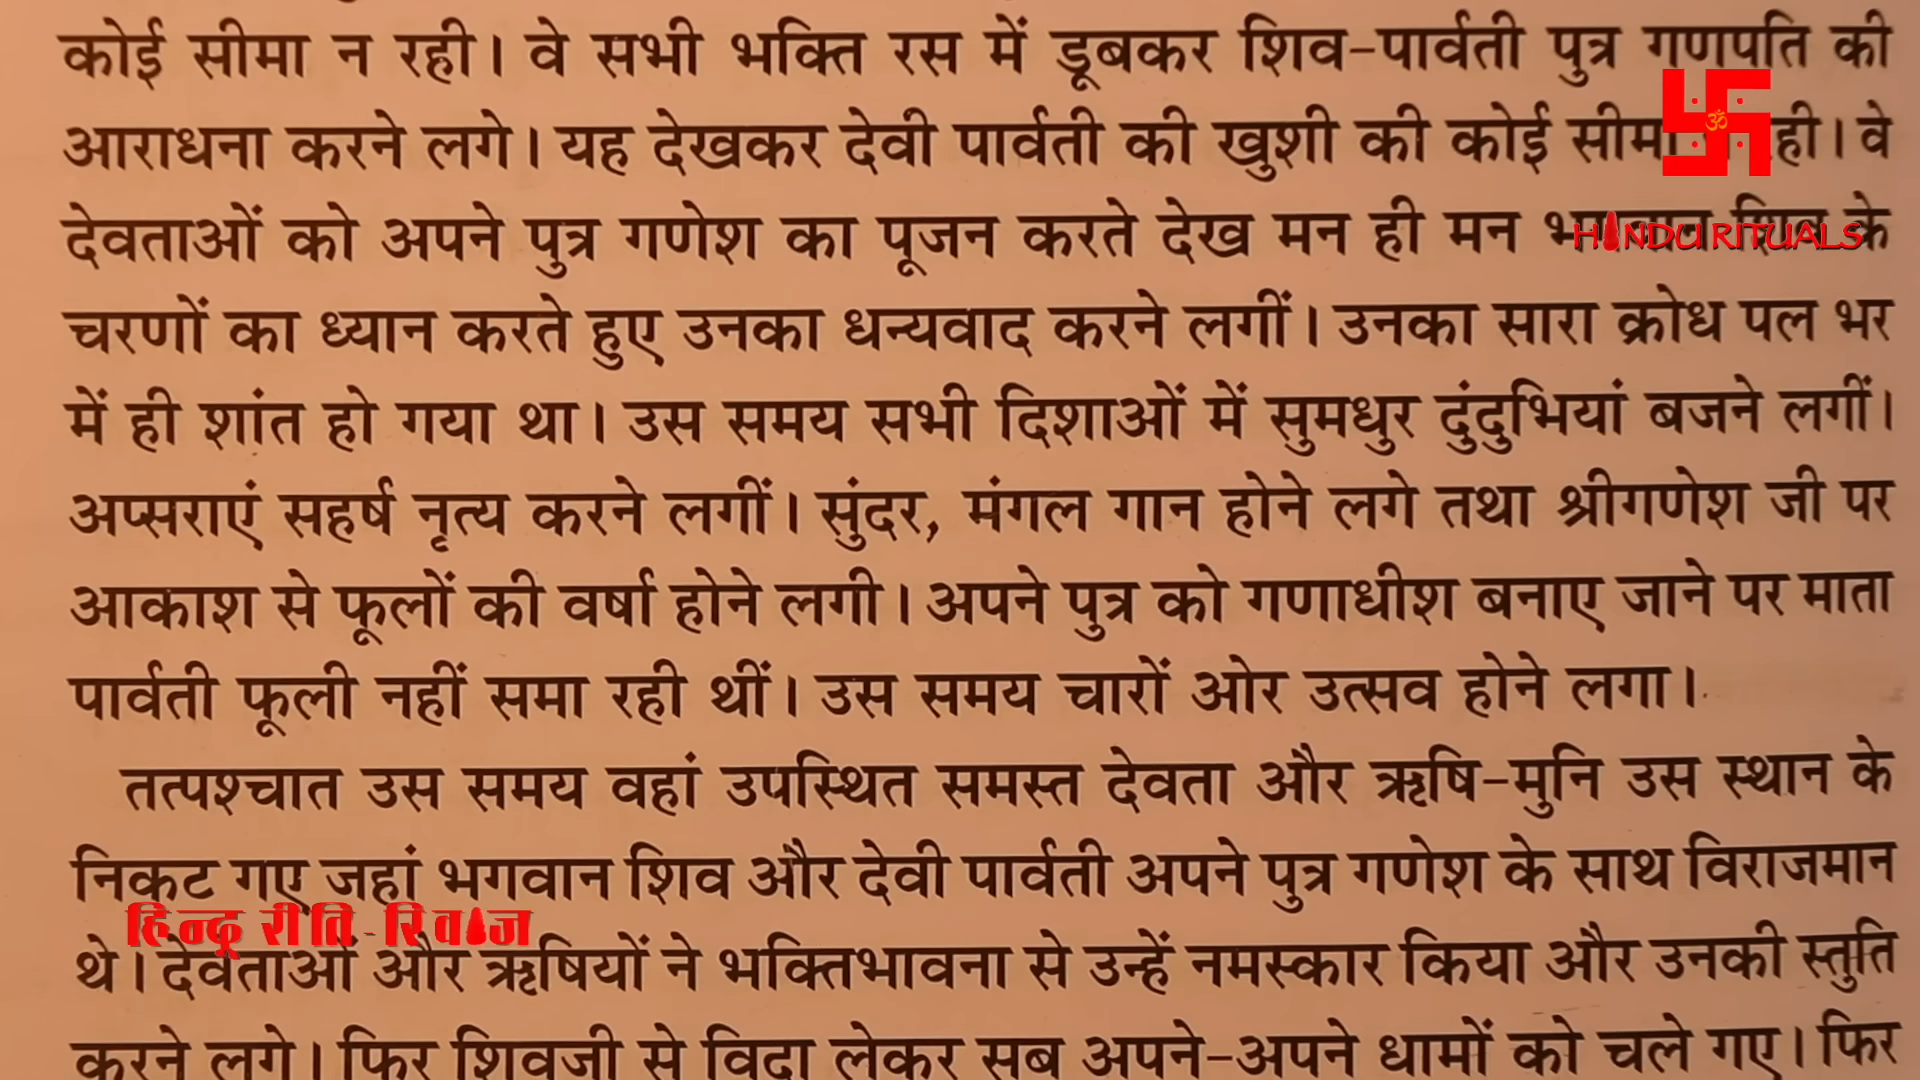 कोई सीमा न रही। वे सभी भक्ति रस में डूबकर शिव-पार्वती पुत्र गणपति की
आराधना करने लगे। यह देखकर देवी पार्वती की खुशी की कोई सीमा रही। वे
ॐ
देवताओं को अपने पुत्र गणेश का पूजन करते देख मन ही मन शिव के
HINDU RITUALS
चरणों का ध्यान करते हुए उनका धन्यवाद करने लगीं। उनका सारा क्रोध पल भर
में ही शांत हो गया था। उस समय सभी दिशाओं में सुमधुर दुंदुभियां बजने लगीं।
अप्सराएं सहर्ष नृत्य करने लगीं। सुंदर, मंगल गान होने लगे तथा श्रीगणेश जी पर
आकाश से फूलों की वर्षा होने लगी। अपने पुत्र को गणाधीश बनाए जाने पर माता
पार्वती फूली नहीं समा रही थीं। उस समय चारों ओर उत्सव होने लगा।
तत्पश्चात उस समय वहां उपस्थित समस्त देवता और ऋषि-मुनि उस स्थान के
निकट गए जहां भगवान शिव और देवी पार्वती अपने पुत्र गणेश के साथ विराजमान
हिन्दू रीति-रिवाज
थे। देवताओं और ऋषियों ने भक्तिभावना से उन्हें नमस्कार किया और उनकी स्तुति
करने लगे। फिर शिवजी से विदा लेकर सब अपने-अपने धामों को चले गए। फिर